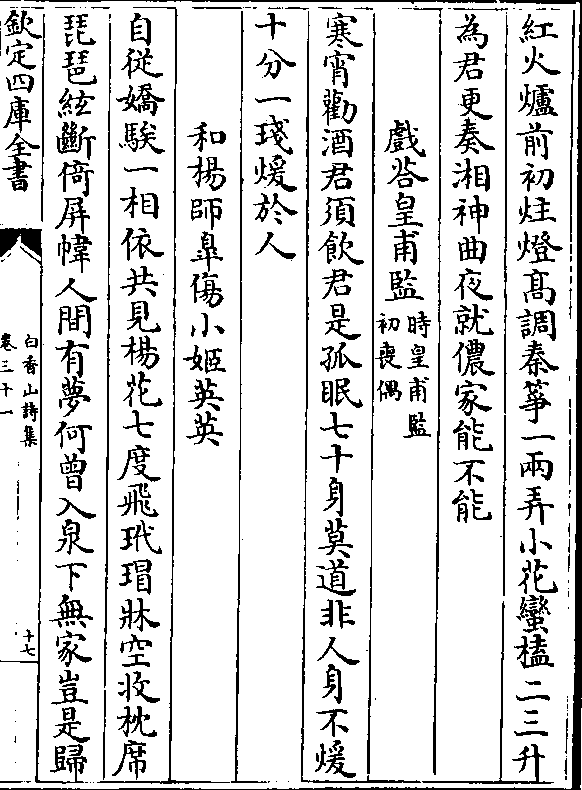 紅火爐前初炷燈髙調秦箏一兩弄小花蠻榼二三升
為君更奏湘神曲夜就儂家能不能
戲荅皇甫監時皇甫監
初喪偶
寒宵勸酒君須飲君是孤眠七十身莫道非人身不煖
十分一琖煖於人
和楊師臯傷小姬英英
自從嬌騃一相依共見楊花七度飛玳瑁牀空收枕席
琵琶絃斷倚屏幃人間有夢何曾入泉下無家豈是歸
欽定四庫全書
白香山詩集
卷三十一
十七